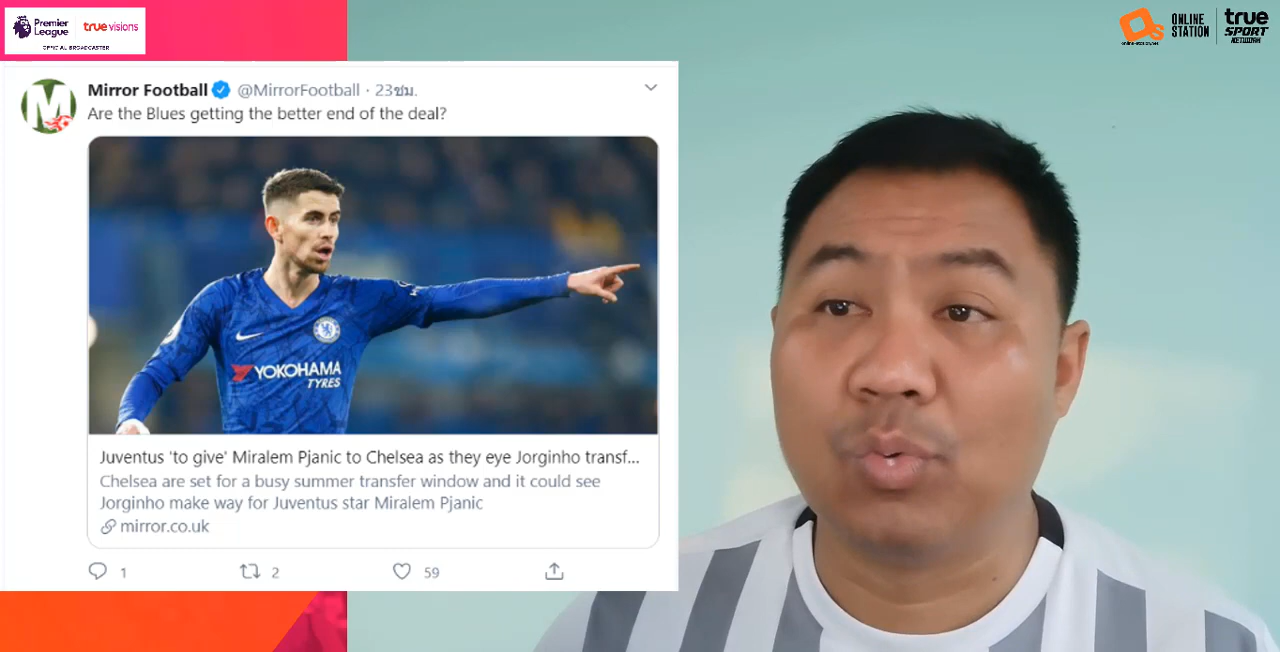 Premier League
true visions
OFFICIAL BROADCASTER
ONLINE STATION
true SPORT NETWORK
Mirror Football @MirrorFootball · 23ชม.
Are the Blues getting the better end of the deal?
YOKOHAMA
TYRES
Juventus 'to give' Miralem Pjanic to Chelsea as they eye Jorginho transf...
Chelsea are set for a busy summer transfer window and it could see
Jorginho make way for Juventus star Miralem Pjanic
mirror.co.uk
1
2
59